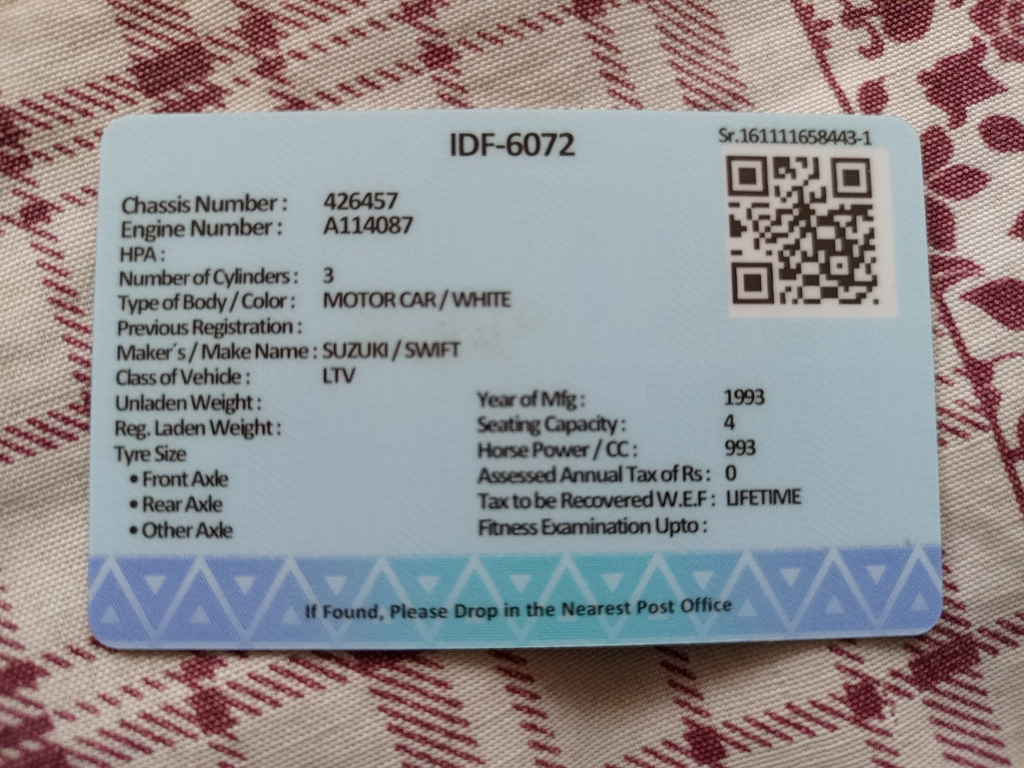 IDF-6072
Sr.161111658443-1
Chassis Number : 426457
Engine Number : A114087
HPA :
Number of Cylinders : 3
Type of Body / Color : MOTOR CAR / WHITE
Previous Registration :
Maker´s / Make Name : SUZUKI / SWIFT
Class of Vehicle : LTV
Unladen Weight :
Reg. Laden Weight :
Tyre Size
• Front Axle
• Rear Axle
• Other Axle
Year of Mfg : 1993
Seating Capacity : 4
Horse Power / CC : 993
Assessed Annual Tax of Rs : 0
Tax to be Recovered W.E.F : LIFETIME
Fitness Examination Upto :
If Found, Please Drop in the Nearest Post Office